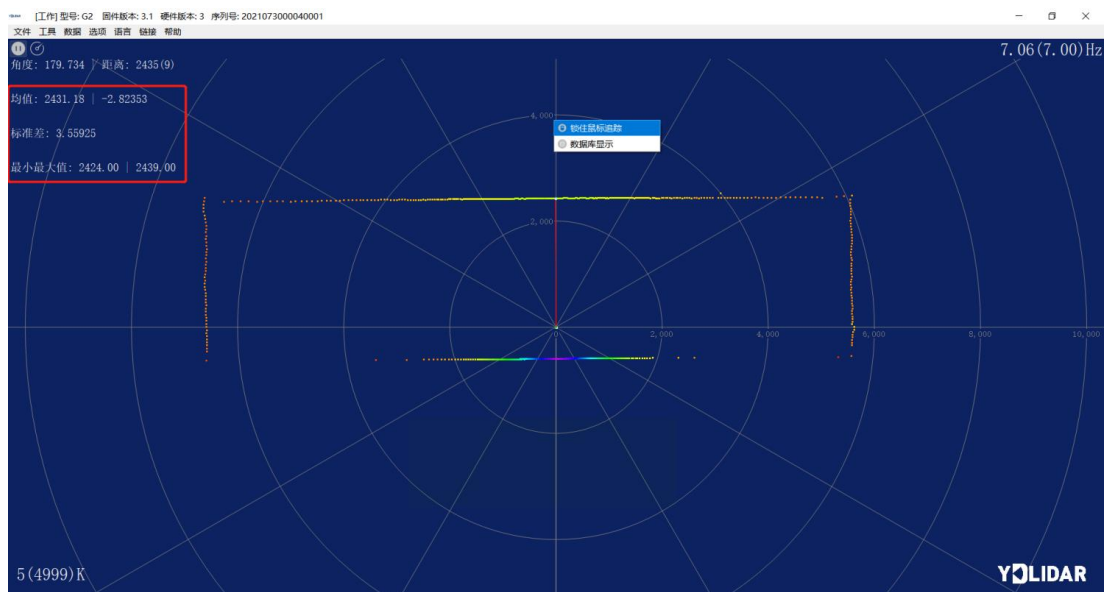 [工作] 型号: G2 固件版本: 3.1 硬件版本: 3 序列号: 2021073000040001
文件 工具 数据 选项 语言 链接 帮助
7.06(7.00)Hz
角度: 179.734 | 距离: 2435(9)
均值: 2431.18 | -2.82353
标准差: 3.55925
最小最大值: 2424.00 | 2439.00
4,000
锁住鼠标追踪
数据库显示
2,000
0
2,000
4,000
6,000
8,000
10,000
5(4999)K
YDLIDAR